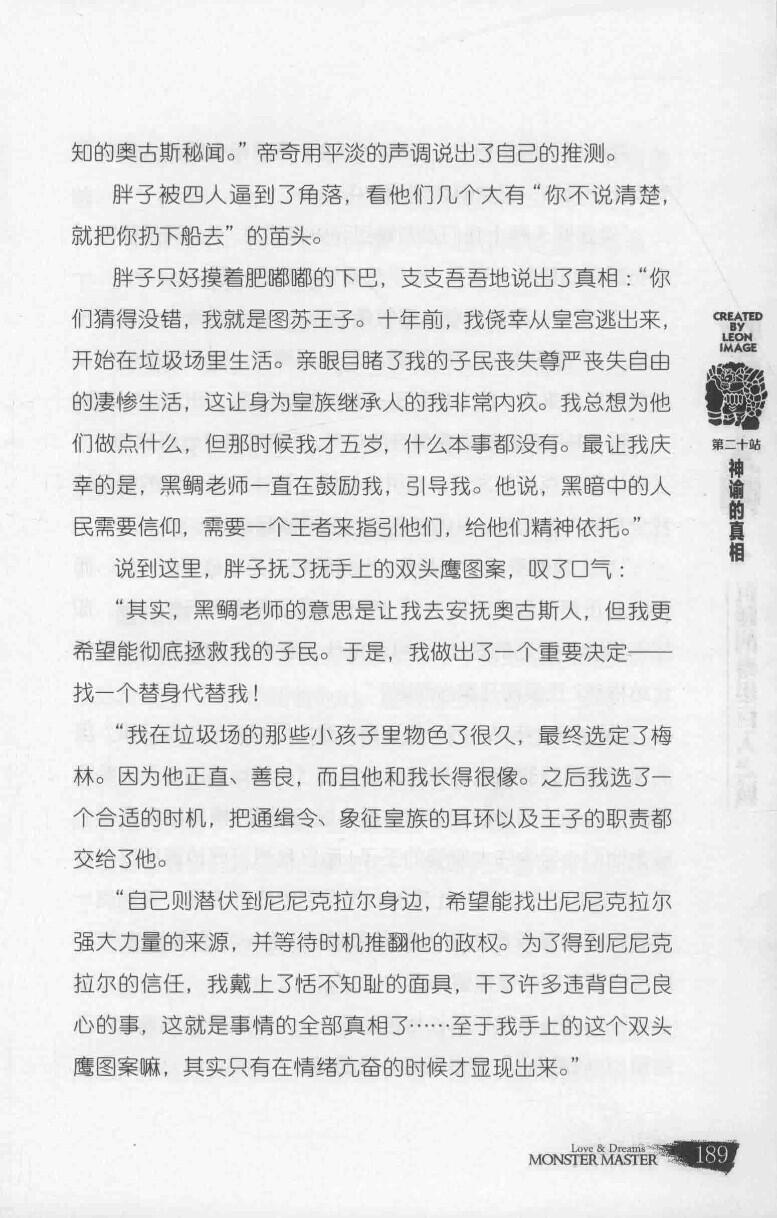 知的奥古斯秘闻。”帝奇用平淡的声调说出了自己的推测。
胖子被四人逼到了角落，看他们几个大有“你不说清楚，
就把你扔下船去”的苗头。
胖子只好摸着肥嘟嘟的下巴，支支吾吾地说出了真相：“你
们猜得没错，我就是图苏王子。十年前，我侥幸从皇宫逃出来，
开始在垃圾场里生活。亲眼目睹了我的子民丧失尊严丧失自由
的凄惨生活，这让身为皇族继承人的我非常内疚。我总想为他
们做点什么，但那时候我才五岁，什么本事都没有。最让我庆
幸的是，黑鲷老师一直在鼓励我，引导我。他说，黑暗中的人
民需要信仰，需要一个王者来指引他们，给他们精神依托。”
说到这里，胖子抚了抚手上的双头鹰图案，叹了口气：
“其实，黑鲷老师的意思是让我去安抚奥古斯人，但我更
希望能彻底拯救我的子民。于是，我做出了一个重要决定——
找一个替身代替我！
“我在垃圾场的那些小孩子里物色了很久，最终选定了梅
林。因为他正直、善良，而且他和我长得很像。之后我选了一
个合适的时机，把通缉令、象征皇族的耳环以及王子的职责都
交给了他。
“自己则潜伏到尼尼克拉尔身边，希望能找出尼尼克拉尔
强大力量的来源，并等待时机推翻他的政权。为了得到尼尼克
拉尔的信任，我戴上了恬不知耻的面具，干了许多违背自己良
心的事，这就是事情的全部真相了……至于我手上的这个双头
鹰图案嘛，其实只有在情绪亢奋的时候才显现出来。”
CREATED
BY
LEON
IMAGE
第二十站
神谕的真相
Love & Dreams
MONSTER MASTER
189